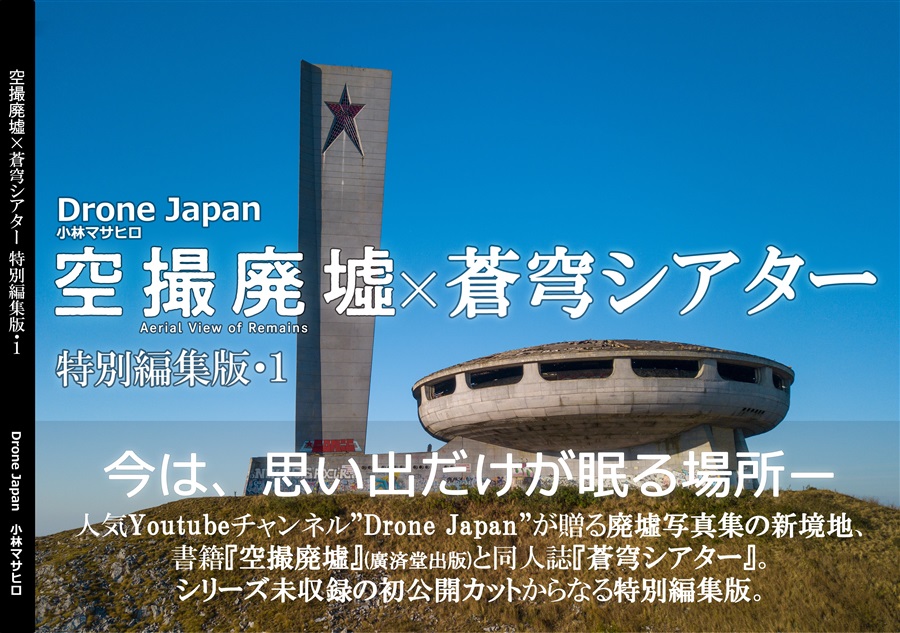 空撮廃墟×蒼穹シアター 特別編集版・1
Drone Japan 小林マサヒロ
Drone Japan
小林マサヒロ
空撮廃墟×蒼穹シアター
Aerial View of Remains
特別編集版・1
今は、思い出だけが眠る場所ー
人気Youtubeチャンネル”Drone Japan”が贈る廃墟写真集の新境地、
書籍『空撮廃墟』(廣済堂出版)と同人誌『蒼穹シアター』。
シリーズ未収録の初公開カットからなる特別編集版。